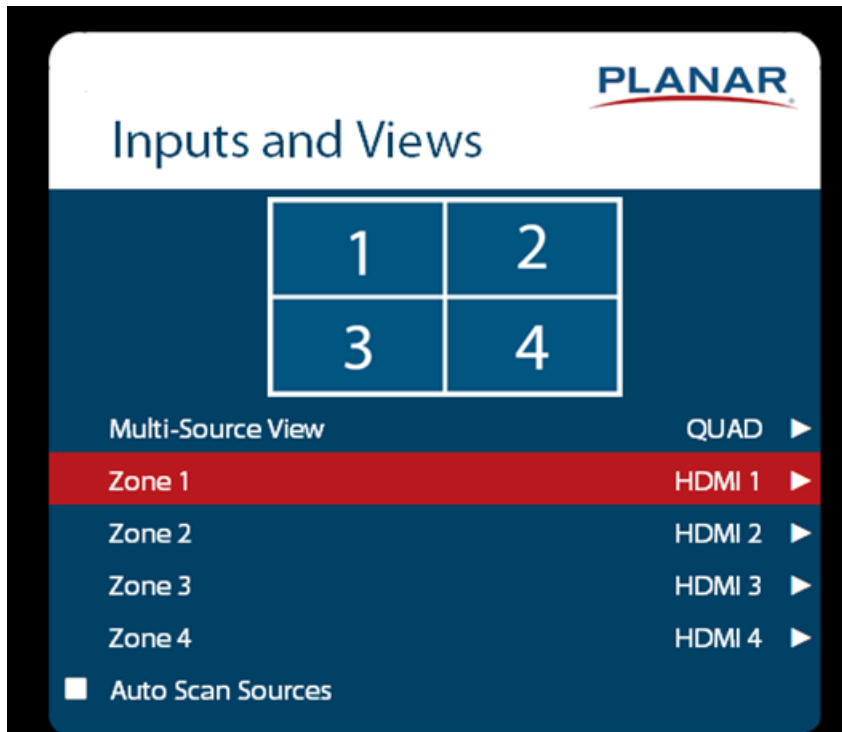 PLANAR
Inputs and Views
1 2
3 4
Multi-Source View QUAD ►
Zone 1 HDMI 1 ►
Zone 2 HDMI 2 ►
Zone 3 HDMI 3 ►
Zone 4 HDMI 4 ►
Auto Scan Sources